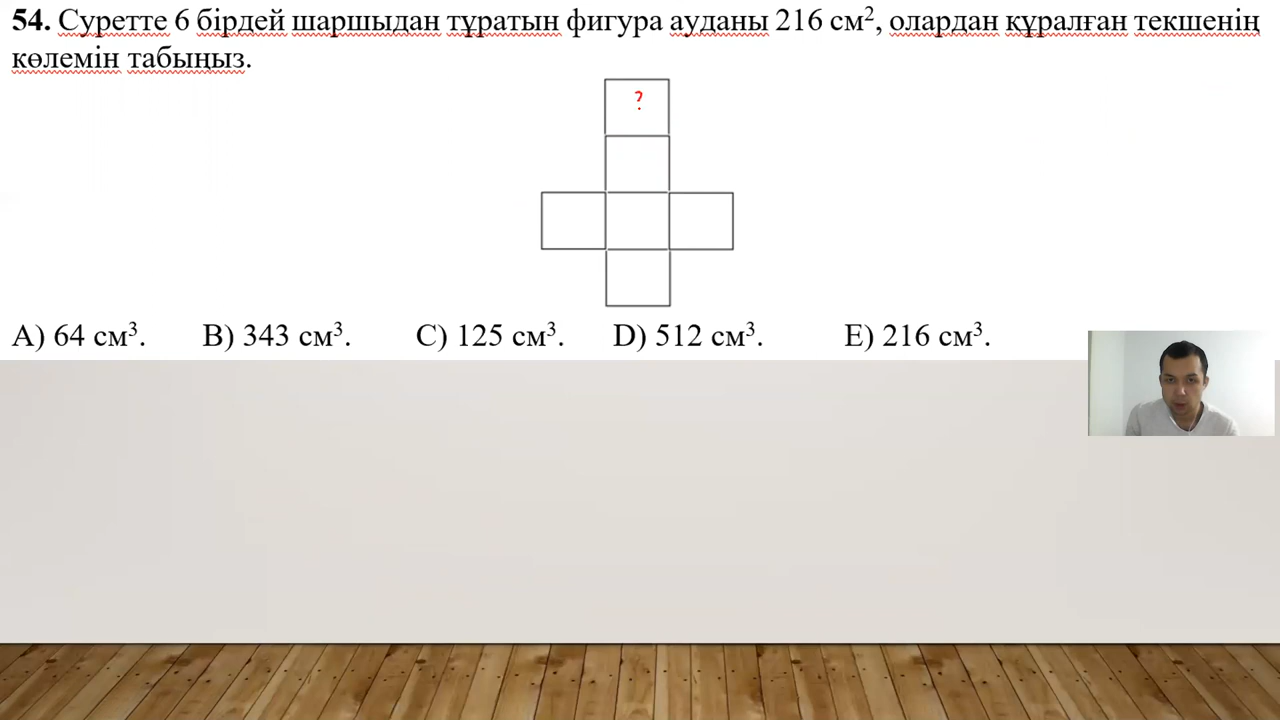 54. Суретте 6 бірдей шаршыдан тұратын фигура ауданы 216 см², олардан құралған текшенің
көлемін табыңыз.
?
A) 64 см³. B) 343 см³. C) 125 см³. D) 512 см³. E) 216 см³.